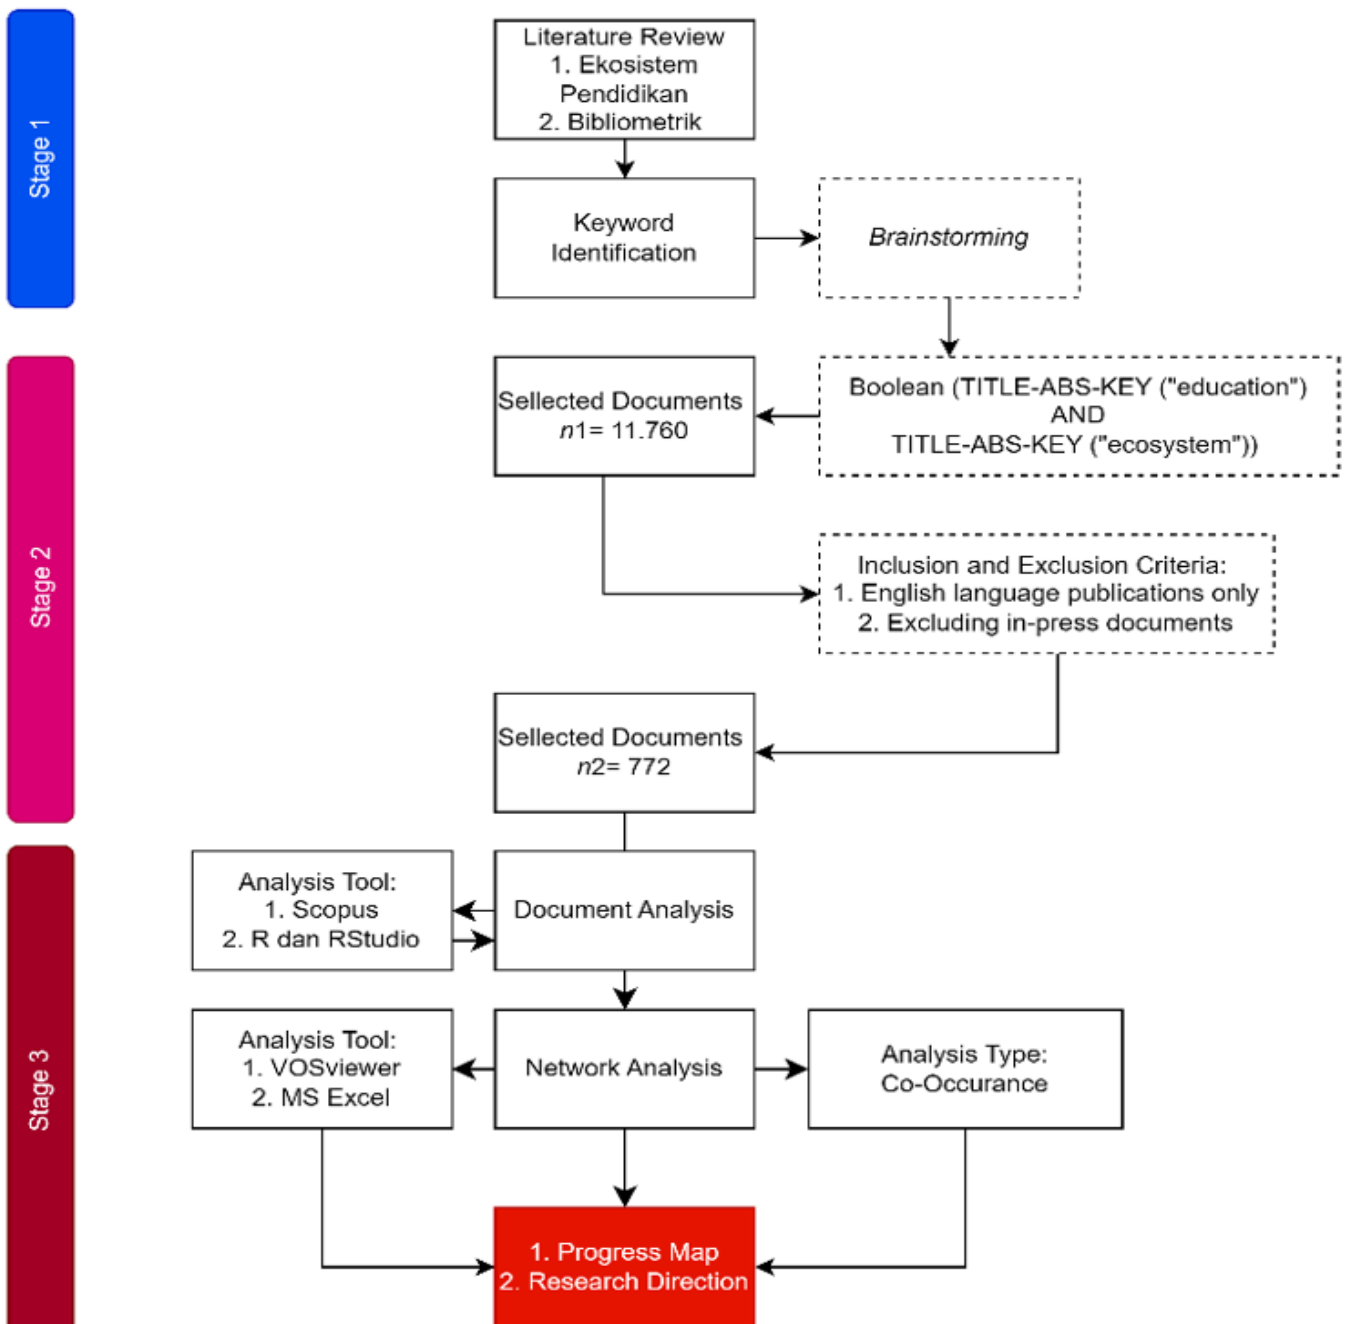 Stage 1
Literature Review
1. Ekosistem
Pendidikan
2. Bibliometrik
Keyword
Identification
Brainstorming
Stage 2
Sellected Documents
n1= 11.760
Boolean (TITLE-ABS-KEY ("education")
AND
TITLE-ABS-KEY ("ecosystem"))
Inclusion and Exclusion Criteria:
1. English language publications only
2. Excluding in-press documents
Sellected Documents
n2= 772
Stage 3
Analysis Tool:
1. Scopus
2. R dan RStudio
Document Analysis
Analysis Tool:
1. VOSviewer
2. MS Excel
Network Analysis
Analysis Type:
Co-Occurance
1. Progress Map
2. Research Direction